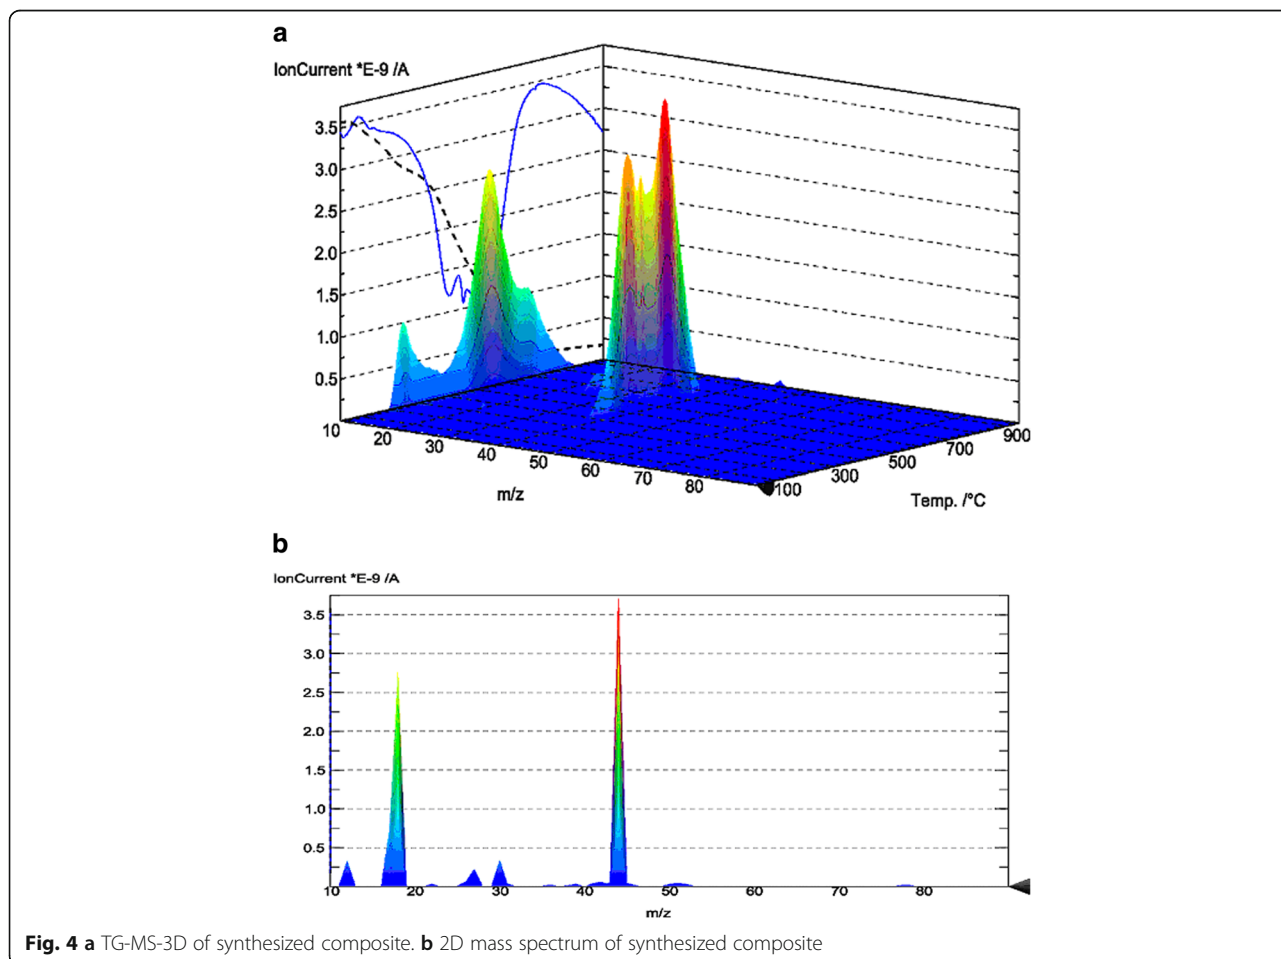 a
IonCurrent *E-9 /A
3.5
3.0
2.5
2.0
1.5
1.0
0.5
10 20 30 40 50 60 70 80
m/z
100 300 500 700 900
Temp. /°C
b
IonCurrent *E-9 /A
3.5
3.0
2.5
2.0
1.5
1.0
0.5
10 20 30 40 50 60 70 80
m/z
Fig. 4 a TG-MS-3D of synthesized composite. b 2D mass spectrum of synthesized composite